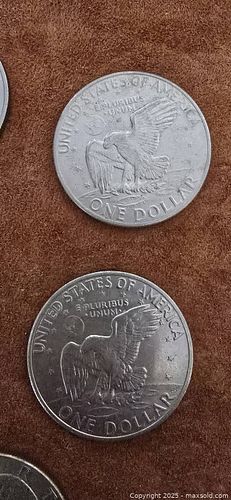 UNITED STATES OF AMERICA
E PLURIBUS
UNUM
ONE DOLLAR
UNITED STATES OF AMERICA
E PLURIBUS
·UNUM·
ONE DOLLAR
Copyright © 2025 - maxsold.com